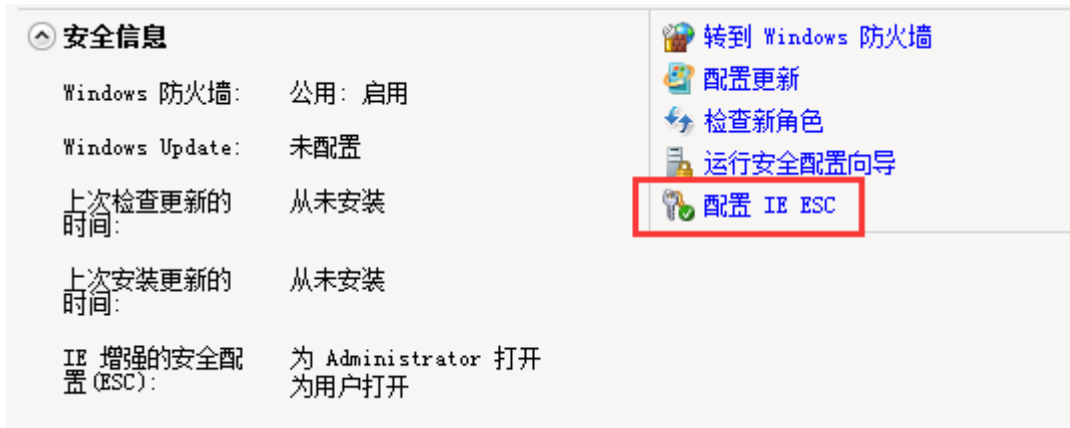 安全信息
Windows 防火墙: 公用: 启用
Windows Update: 未配置
上次检查更新的 从未安装
时间:
上次安装更新的 从未安装
时间:
IE 增强的安全配 为 Administrator 打开
置(ESC): 为用户打开
转到 Windows 防火墙
配置更新
检查新角色
运行安全配置向导
配置 IE ESC